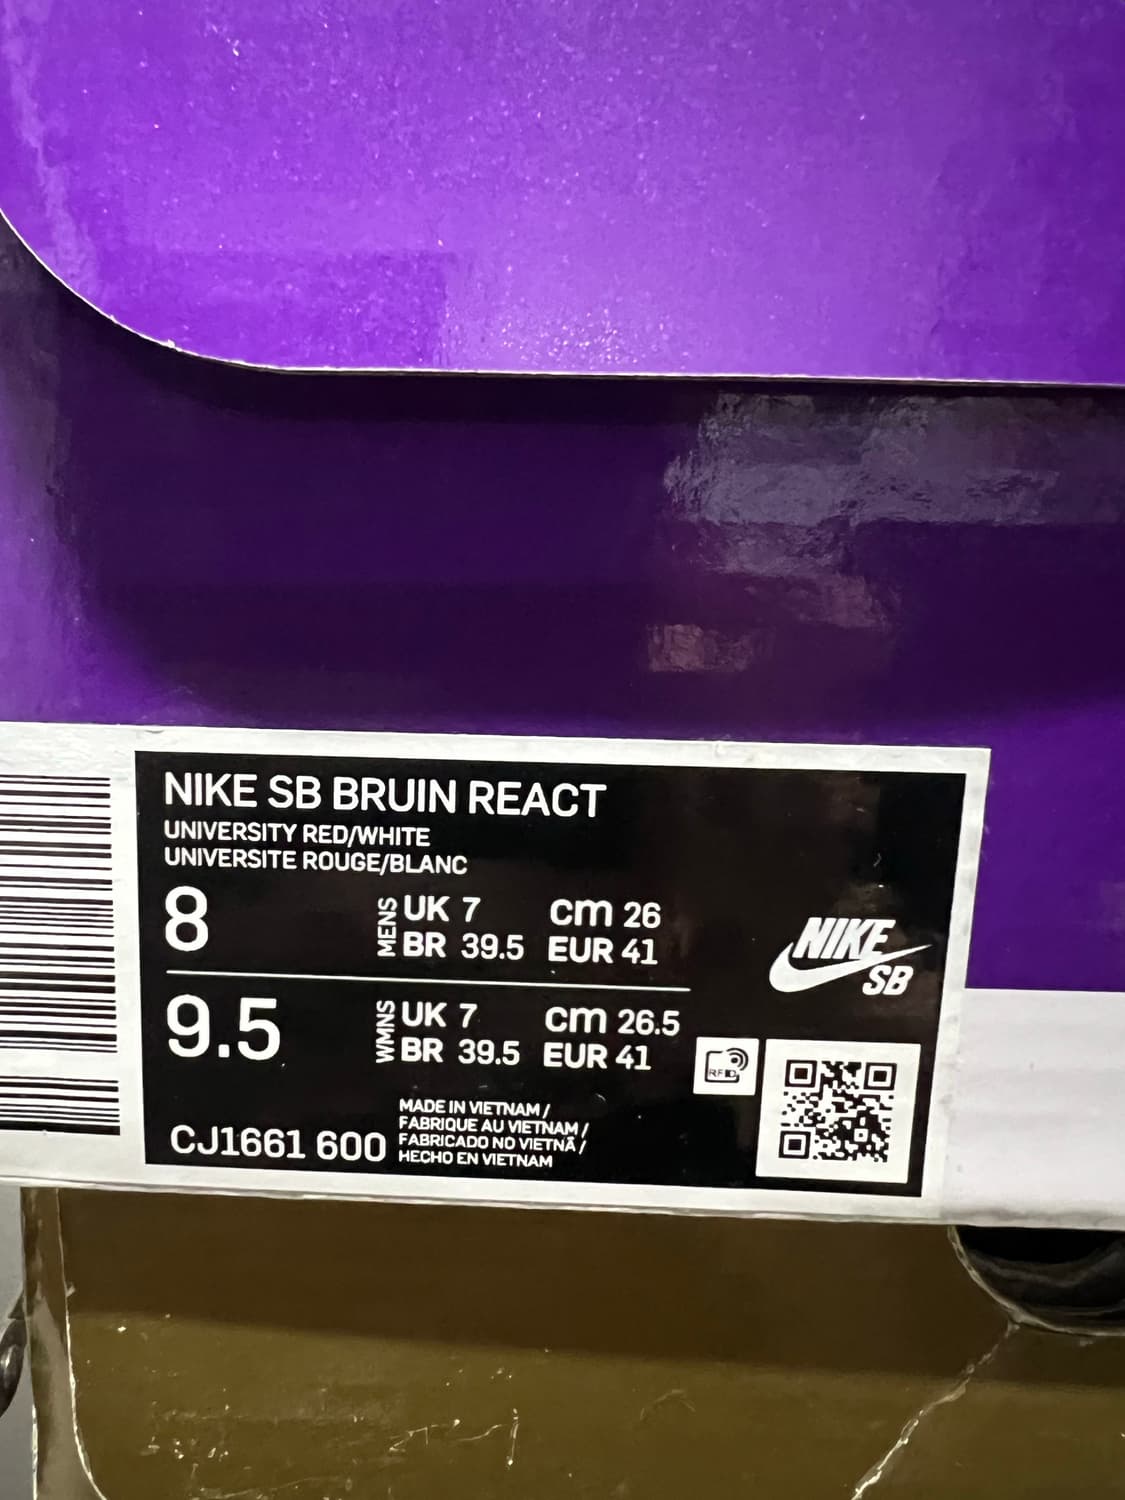 NIKE SB BRUIN REACT
UNIVERSITY RED/WHITE
UNIVERSITE ROUGE/BLANC
8
MENS
UK 7 cm 26
BR 39.5 EUR 41
9.5
WMNS
UK 7 cm 26.5
BR 39.5 EUR 41
CJ1661 600
MADE IN VIETNAM /
FABRIQUE AU VIETNAM /
FABRICADO NO VIETNÃ /
HECHO EN VIETNAM
NIKE
SB
RFID